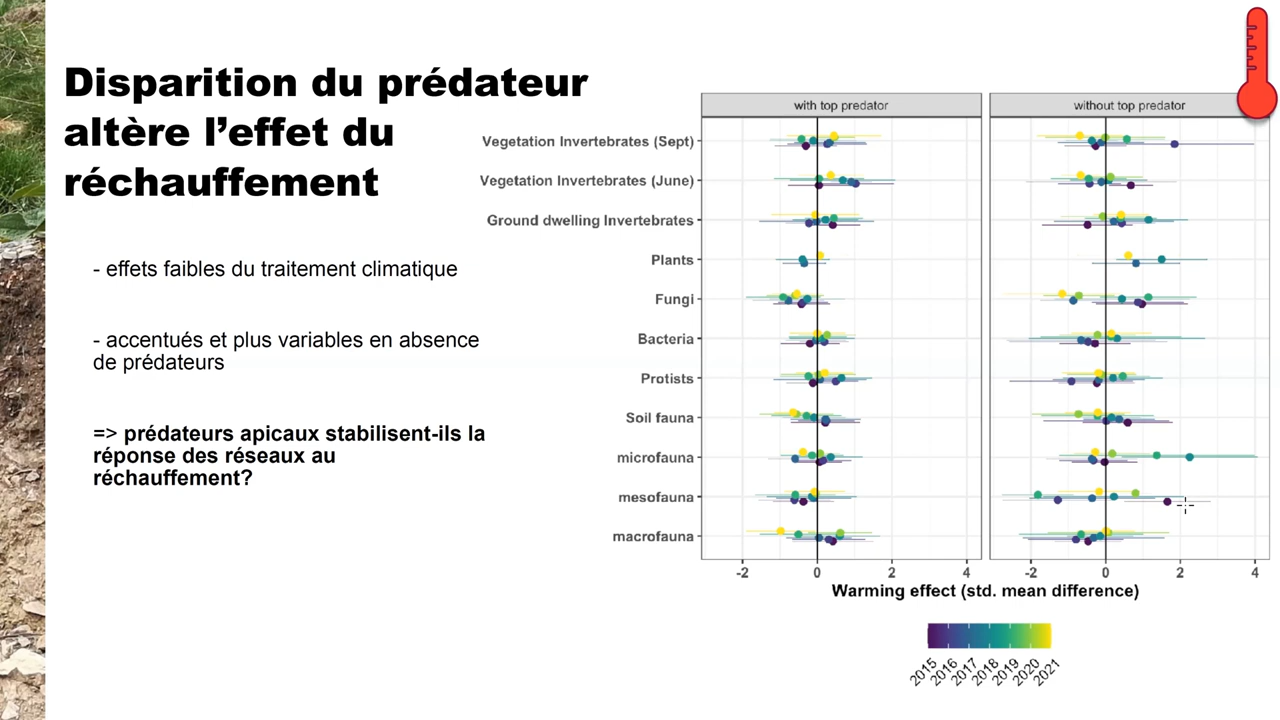 Disparition du prédateur
altère l’effet du
réchauffement
- effets faibles du traitement climatique
- accentués et plus variables en absence
de prédateurs
=> prédateurs apicaux stabilisent-ils la
réponse des réseaux au
réchauffement?
with top predator
without top predator
Vegetation Invertebrates (Sept)
Vegetation Invertebrates (June)
Ground dwelling Invertebrates
Plants
Fungi
Bacteria
Protists
Soil fauna
microfauna
mesofauna
macrofauna
-2 0 2 4
-2 0 2 4
Warming effect (std. mean difference)
2015 2016 2017 2018 2019 2020 2021